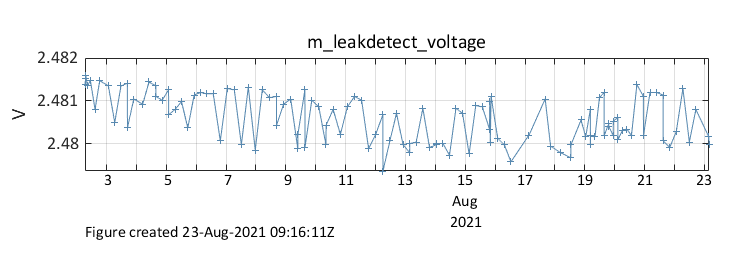 m_leakdetect_voltage
2.482
2.481
2.48
V
3 5 7 9 11 13 15 17 19 21 23
Aug
2021
Figure created 23-Aug-2021 09:16:11Z